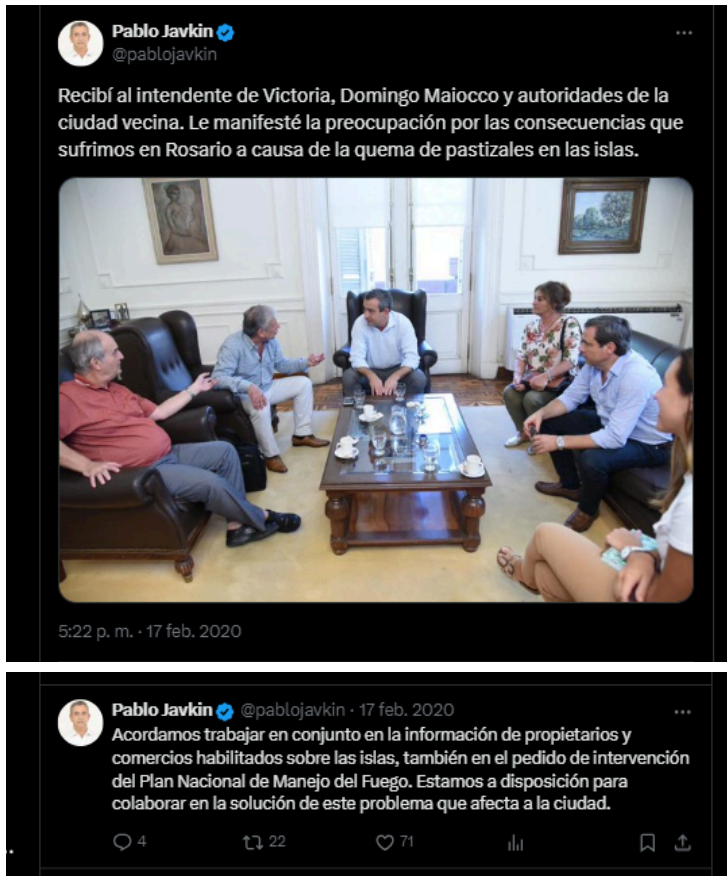 Pablo Javkin
@pablojavkin
Recibí al intendente de Victoria, Domingo Maiocco y autoridades de la
ciudad vecina. Le manifesté la preocupación por las consecuencias que
sufrimos en Rosario a causa de la quema de pastizales en las islas.
5:22 p. m. · 17 feb. 2020
Pablo Javkin @pablojavkin · 17 feb. 2020
Acordamos trabajar en conjunto en la información de propietarios y
comercios habilitados sobre las islas, también en el pedido de intervención
del Plan Nacional de Manejo del Fuego. Estamos a disposición para
colaborar en la solución de este problema que afecta a la ciudad.
4 22 71